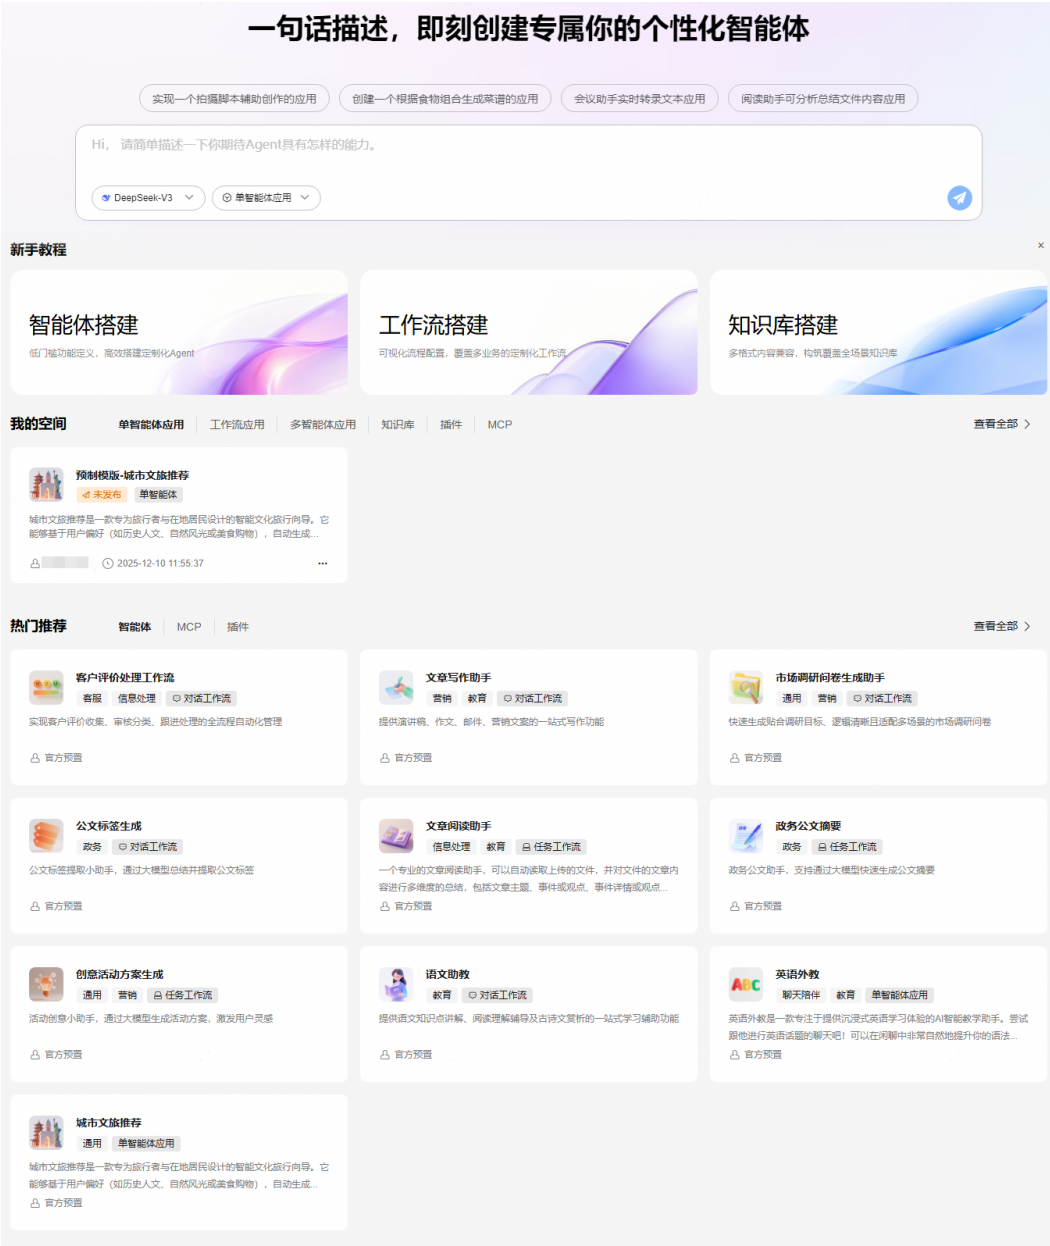 一句话描述，即刻创建专属你的个性化智能体
实现一个拍摄脚本辅助创作的应用
创建一个根据食物组合生成菜谱的应用
会议助手实时转录文本应用
阅读助手可分析总结文件内容应用
Hi， 请简单描述一下你期待Agent具有怎样的能力。
DeepSeek-V3
单智能体应用
新手教程
×
智能体搭建
低门槛功能定义，高效搭建定制化Agent
工作流搭建
可视化流程配置，覆盖多业务的定制化工作流
知识库搭建
多格式内容兼容，构筑覆盖全场景知识库
我的空间 单智能体应用 工作流应用 多智能体应用 知识库 插件 MCP 查看全部
预制模版-城市文旅推荐
未发布 单智能体
城市文旅推荐是一款专为旅行者与在地居民设计的智能文化旅行向导。它
能够基于用户偏好（如历史人文、自然风光或美食购物），自动生成...
2025-12-10 11:55:37 ...
热门推荐 智能体 MCP 插件 查看全部
客户评价处理工作流
客服 信息处理 对话工作流
实现客户评价收集、审核分类、跟进处理的全流程自动化管理
官方预置
文章写作助手
营销 教育 对话工作流
提供演讲稿、作文、邮件、营销文案的一站式写作功能
官方预置
市场调研问卷生成助手
通用 营销 对话工作流
快速生成贴合调研目标、逻辑清晰且适配多场景的市场调研问卷
官方预置
公文标签生成
政务 对话工作流
公文标签提取小助手，通过大模型总结并提取公文标签
官方预置
文章阅读助手
信息处理 教育 任务工作流
一个专业的文章阅读助手，可以自动读取上传的文件，并对文件的文章内
容进行多维度的总结，包括文章主题、事件或观点、事件详情或观点...
官方预置
政务公文摘要
政务 任务工作流
政务公文助手，支持通过大模型快速生成公文摘要
官方预置
创意活动方案生成
通用 营销 任务工作流
活动创意小助手，通过大模型生成活动方案，激发用户灵感
官方预置
语文助教
教育 对话工作流
提供语文知识点讲解、阅读理解辅导及古诗文赏析的一站式学习辅助功能
官方预置
ABC
英语外教
聊天陪伴 教育 单智能体应用
英语外教是一款专注于提供沉浸式英语学习体验的AI智能教学助手。尝试
跟他进行英语话题的聊天吧！可以在闲聊中非常自然地提升你的语法...
官方预置
城市文旅推荐
通用 单智能体应用
城市文旅推荐是一款专为旅行者与在地居民设计的智能文化旅行向导。它
能够基于用户偏好（如历史人文、自然风光或美食购物），自动生成...
官方预置